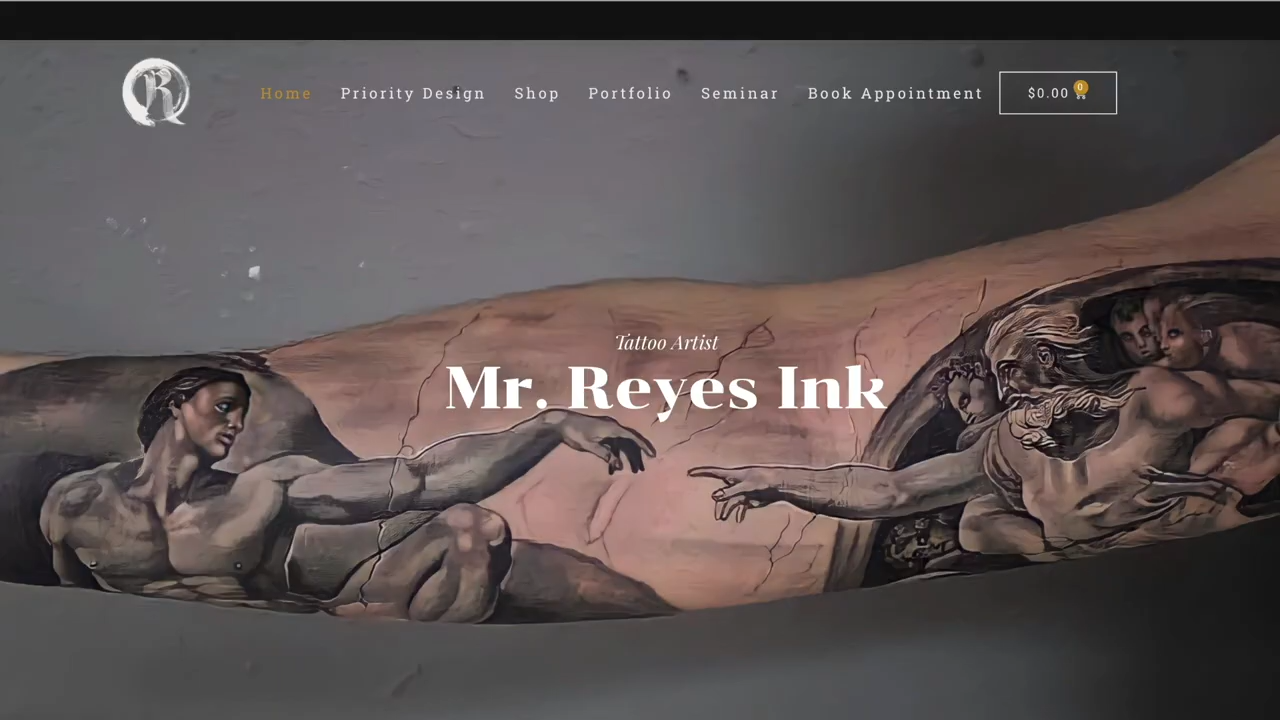 R
Home Priority Design Shop Portfolio Seminar Book Appointment $0.00 0
Tattoo Artist
Mr. Reyes Ink